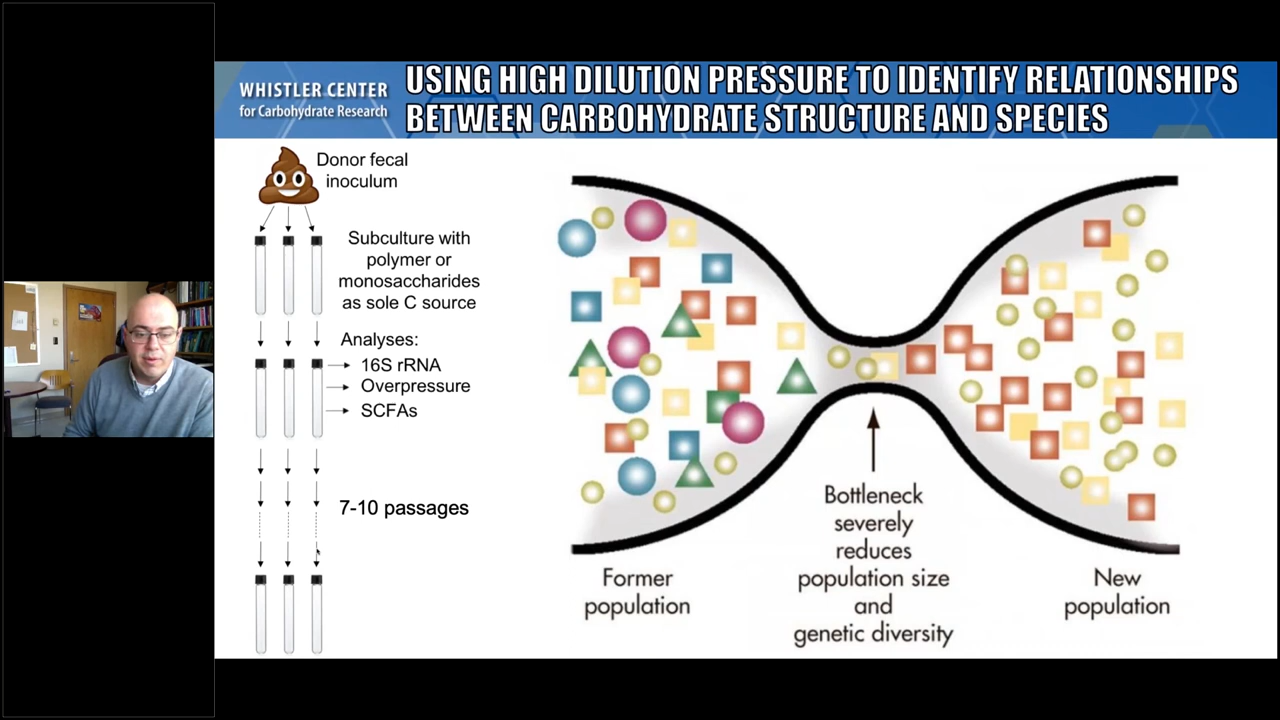 WHISTLER CENTER
for Carbohydrate Research
USING HIGH DILUTION PRESSURE TO IDENTIFY RELATIONSHIPS
BETWEEN CARBOHYDRATE STRUCTURE AND SPECIES
Donor fecal
inoculum
Subculture with
polymer or
monosaccharides
as sole C source
Analyses:
16S rRNA
Overpressure
SCFAs
7-10 passages
Former
population
Bottleneck
severely
reduces
population size
and
genetic diversity
New
population